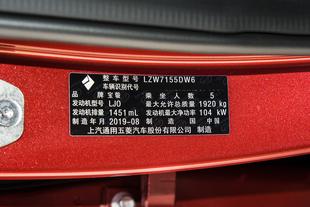 整车型号 LZW7155DW6
车辆识别代号
品牌 宝骏 乘坐人数 5
发动机型号 LJO 最大允许总质量 1920 kg
发动机排量 1451 mL 发动机最大净功率 104 kW
制造年月 2019-08 制造国 中国
上汽通用五菱汽车股份有限公司 制造